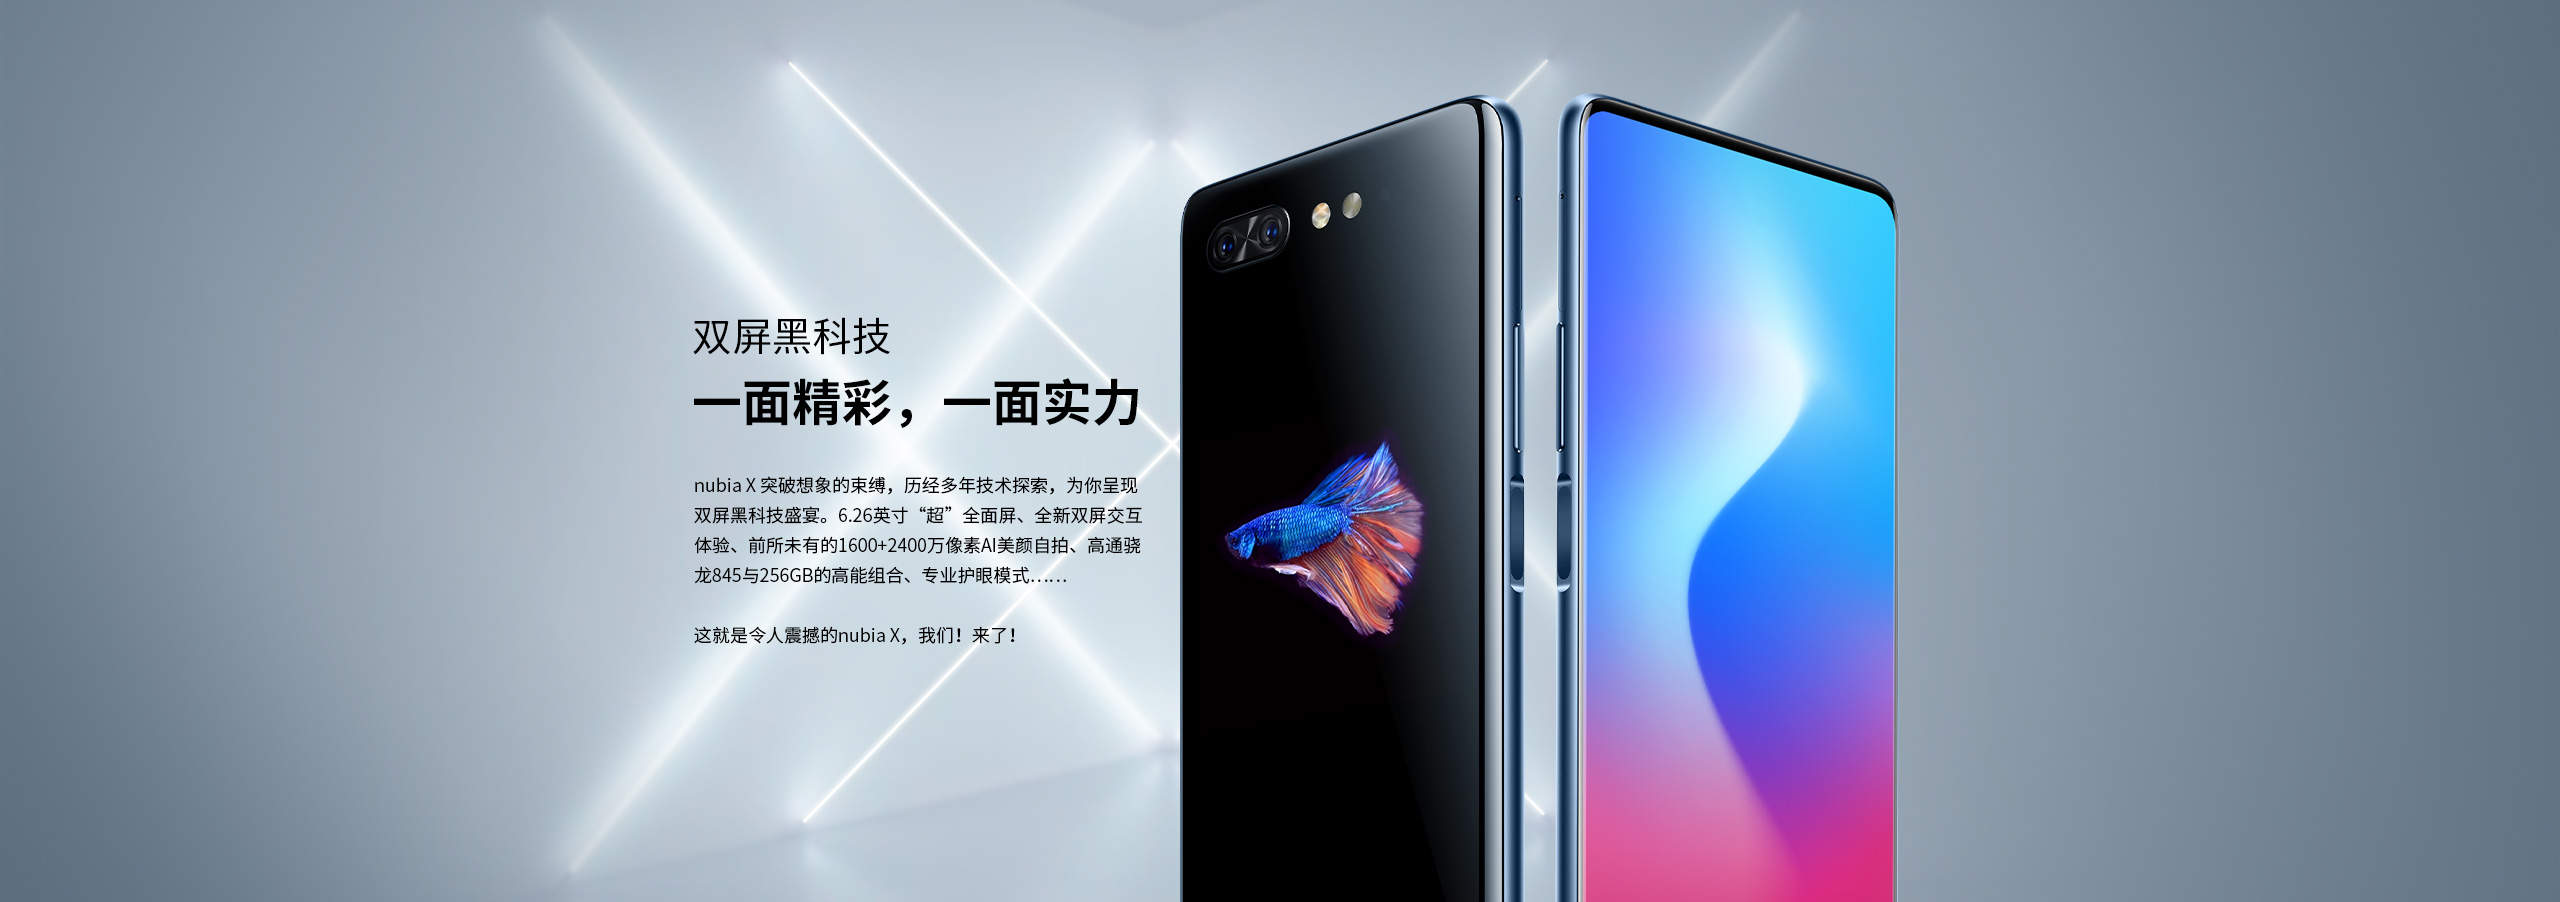 双屏黑科技
一面精彩，一面实力
nubia X 突破想象的束缚，历经多年技术探索，为你呈现
双屏黑科技盛宴。6.26英寸“超”全面屏、全新双屏交互
体验、前所未有的1600+2400万像素AI美颜自拍、高通骁
龙845与256GB的高能组合、专业护眼模式……
这就是令人震撼的nubia X，我们！来了！